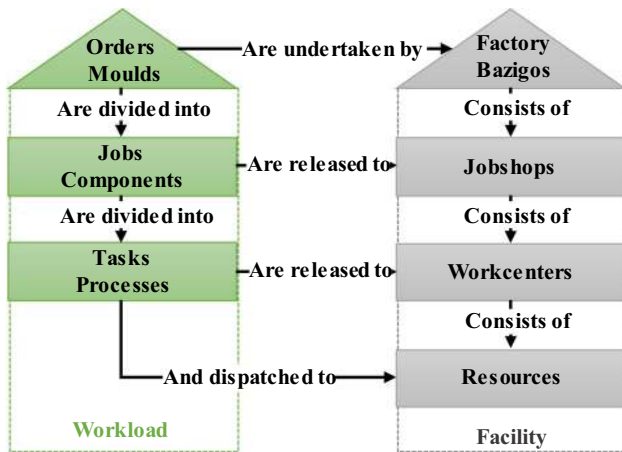 Orders
Moulds
Are undertaken by
Factory
Bazigos
Are divided into
Consists of
Jobs
Components
Are released to
Jobshops
Are divided into
Consists of
Tasks
Processes
Are released to
Workcenters
Consists of
And dispatched to
Resources
Workload
Facility